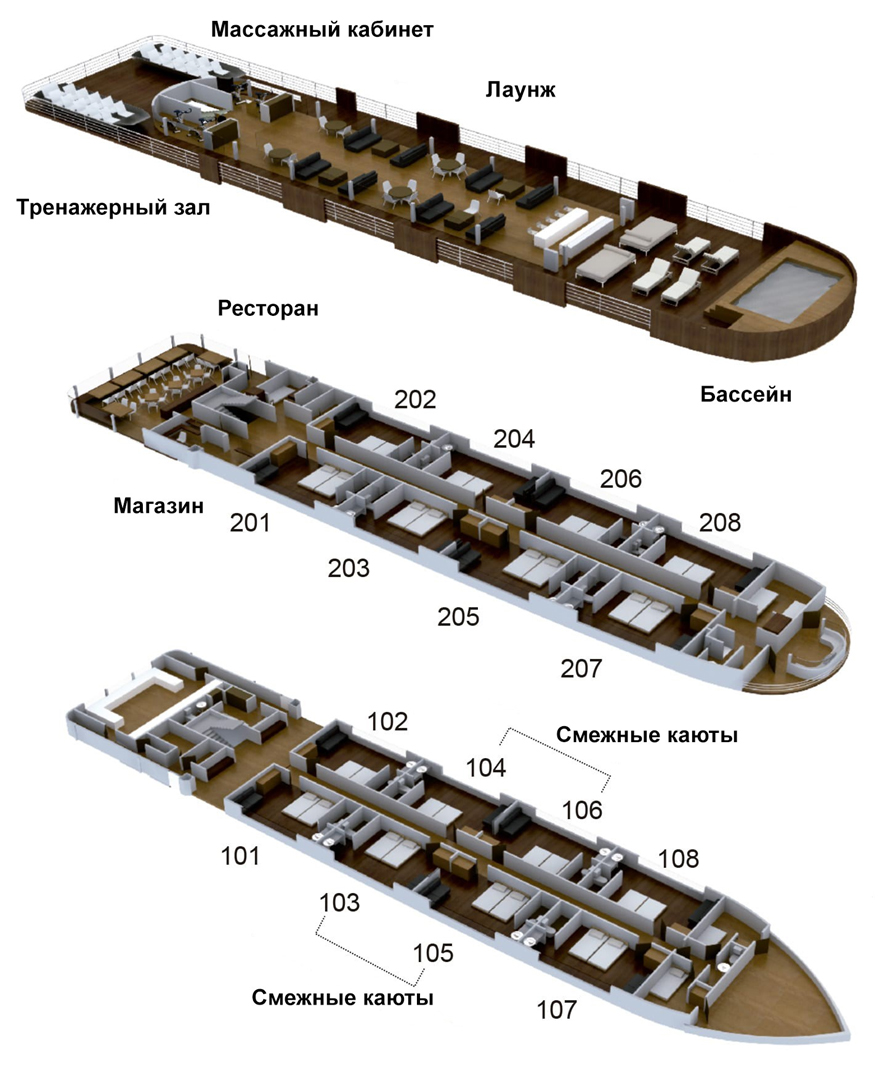 Массажный кабинет
Лаунж
Тренажерный зал
Ресторан
Бассейн
202
204
206
208
Магазин
201
203
205
207
102
Смежные каюты
104
106
108
101
103
105
Смежные каюты
107